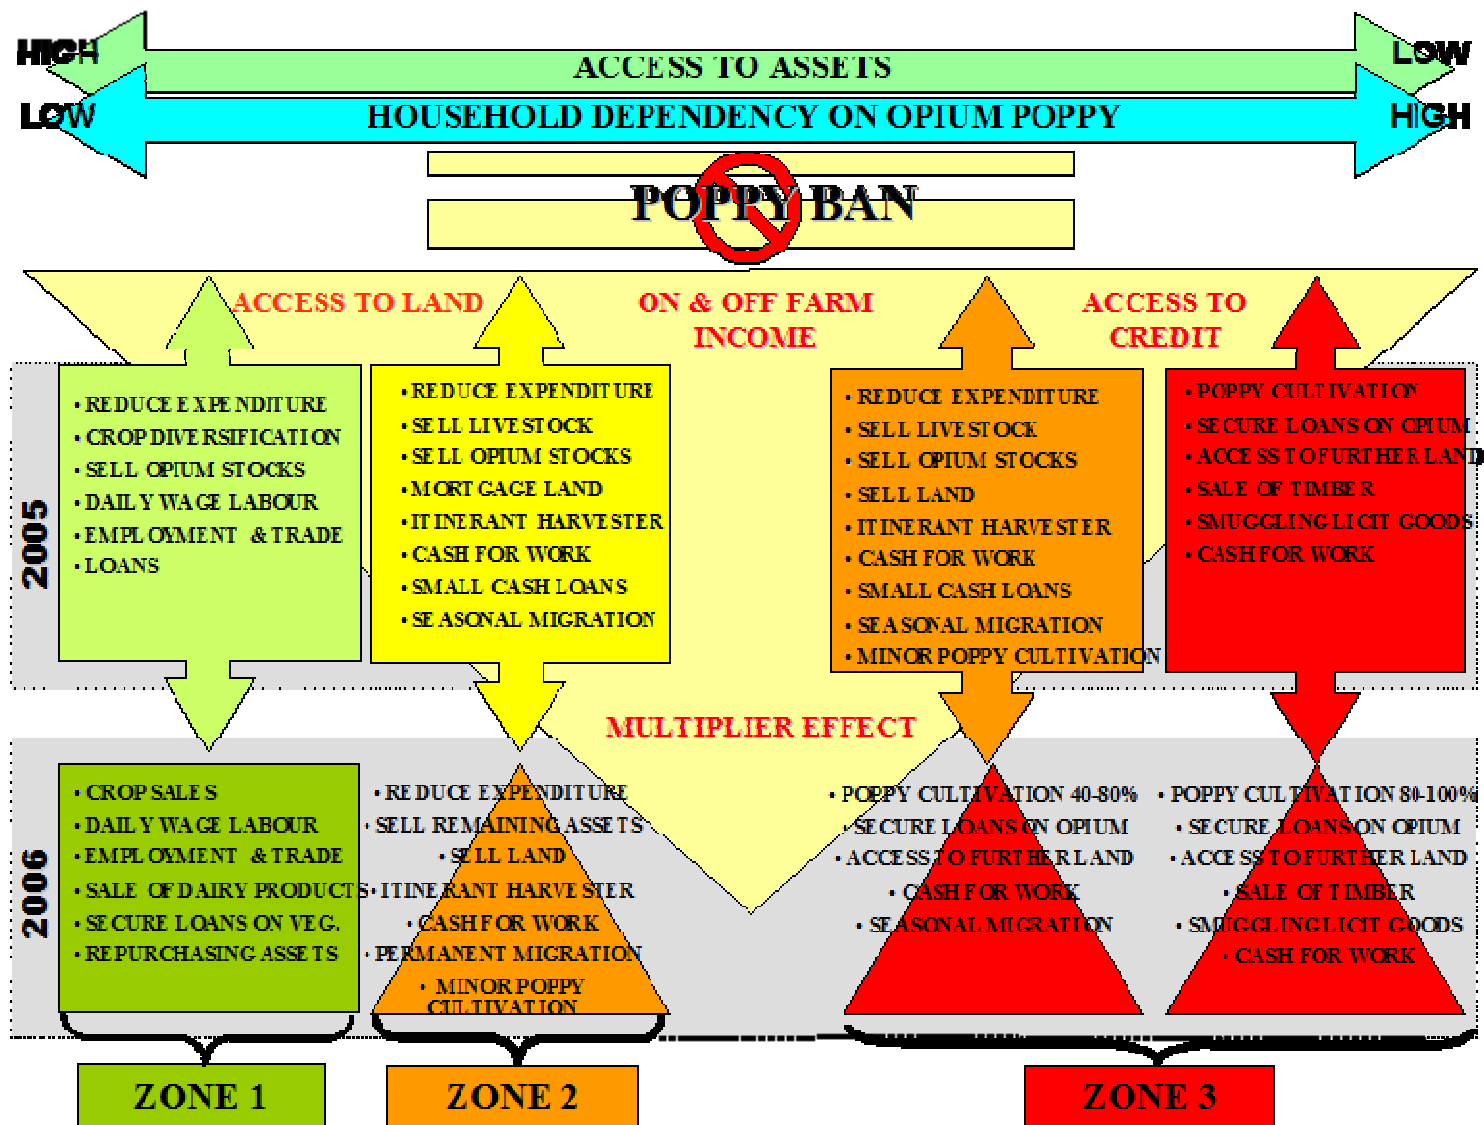 HIGH
LOW
ACCESS TO ASSETS
LOW
HOUSEHOLD DEPENDENCY ON OPIUM POPPY
HIGH
POPPY BAN
ACCESS TO LAND
ON & OFF FARM
INCOME
ACCESS TO
CREDIT
2005
• REDUCE EXPENDITURE
• CROP DIVERSIFICATION
• SELL OPIUM STOCKS
• DAILY WAGE LABOUR
• EMPLOYMENT & TRADE
• LOANS
• REDUCE EXPENDITURE
• SELL LIVESTOCK
• SELL OPIUM STOCKS
• MORTGAGE LAND
• ITINERANT HARVESTER
• CASH FOR WORK
• SMALL CASH LOANS
• SEASONAL MIGRATION
• REDUCE EXPENDITURE
• SELL LIVESTOCK
• SELL OPIUM STOCKS
• SELL LAND
• ITINERANT HARVESTER
• CASH FOR WORK
• SMALL CASH LOANS
• SEASONAL MIGRATION
• MINOR POPPY CULTIVATION
• POPPY CULTIVATION
• SECURE LOANS ON OPIUM
• ACCESS TO FURTHER LAND
• SALE OF TIMBER
• SMUGGLING LICIT GOODS
• CASH FOR WORK
MULTIPLIER EFFECT
2006
• CROP SALES
• DAILY WAGE LABOUR
• EMPLOYMENT & TRADE
• SALE OF DAIRY PRODUCTS
• SECURE LOANS ON VEG.
• REPURCHASING ASSETS
• REDUCE EXPENDITURE
• SELL REMAINING ASSETS
• SELL LAND
• ITINERANT HARVESTER
• CASH FOR WORK
• PERMANENT MIGRATION
• MINOR POPPY
CULTIVATION
• POPPY CULTIVATION 40-80%
• SECURE LOANS ON OPIUM
• ACCESS TO FURTHER LAND
• CASH FOR WORK
• SEASONAL MIGRATION
• POPPY CULTIVATION 80-100%
• SECURE LOANS ON OPIUM
• ACCESS TO FURTHER LAND
• SALE OF TIMBER
• SMUGGLING LICIT GOODS
• CASH FOR WORK
ZONE 1
ZONE 2
ZONE 3